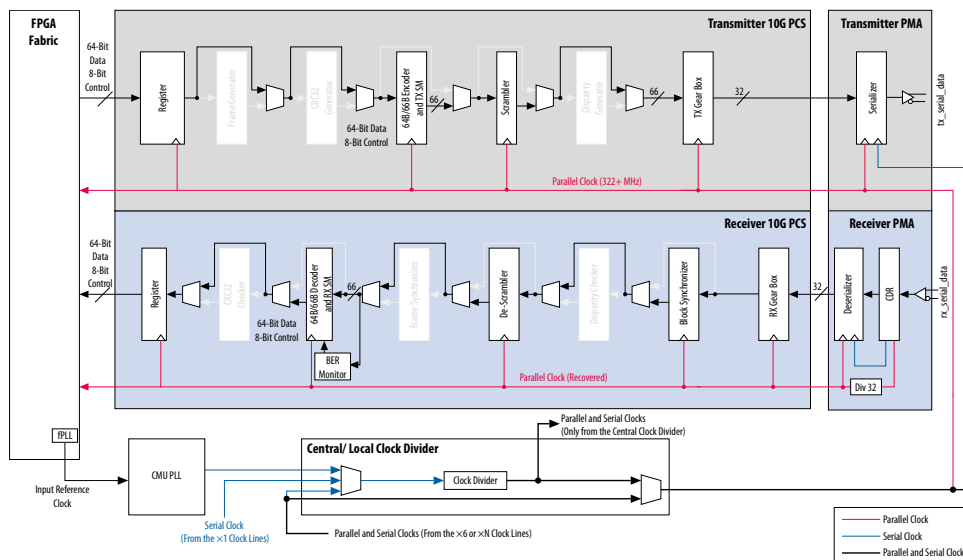 FPGA
Fabric
Transmitter 10G PCS
Transmitter PMA
64-Bit
Data
8-Bit
Control
Register
Frame Generator
CRC32
Generator
64B/66B Encoder
and TX SM
66
Scrambler
Disparity
Generator
66
TX Gear Box
32
Serializer
tx_serial_data
64-Bit Data
8-Bit Control
Parallel Clock (322+ MHz)
Receiver 10G PCS
Receiver PMA
64-Bit
Data
8-Bit
Control
Register
CRC32
Checker
64B/66B Decoder
and RX SM
66
Frame Synchronizer
De-Scrambler
Disparity Checker
Block Synchronizer
RX Gear Box
32
Deserializer
CDR
rx_serial_data
64-Bit Data
8-Bit Control
BER
Monitor
Parallel Clock (Recovered)
Div 32
fPLL
Input Reference
Clock
CMU PLL
Central/ Local Clock Divider
Parallel and Serial Clocks
(Only from the Central Clock Divider)
Clock Divider
Serial Clock
(From the ×1 Clock Lines)
Parallel and Serial Clocks (From the ×6 or ×N Clock Lines)
Parallel Clock
Serial Clock
Parallel and Serial Clocks